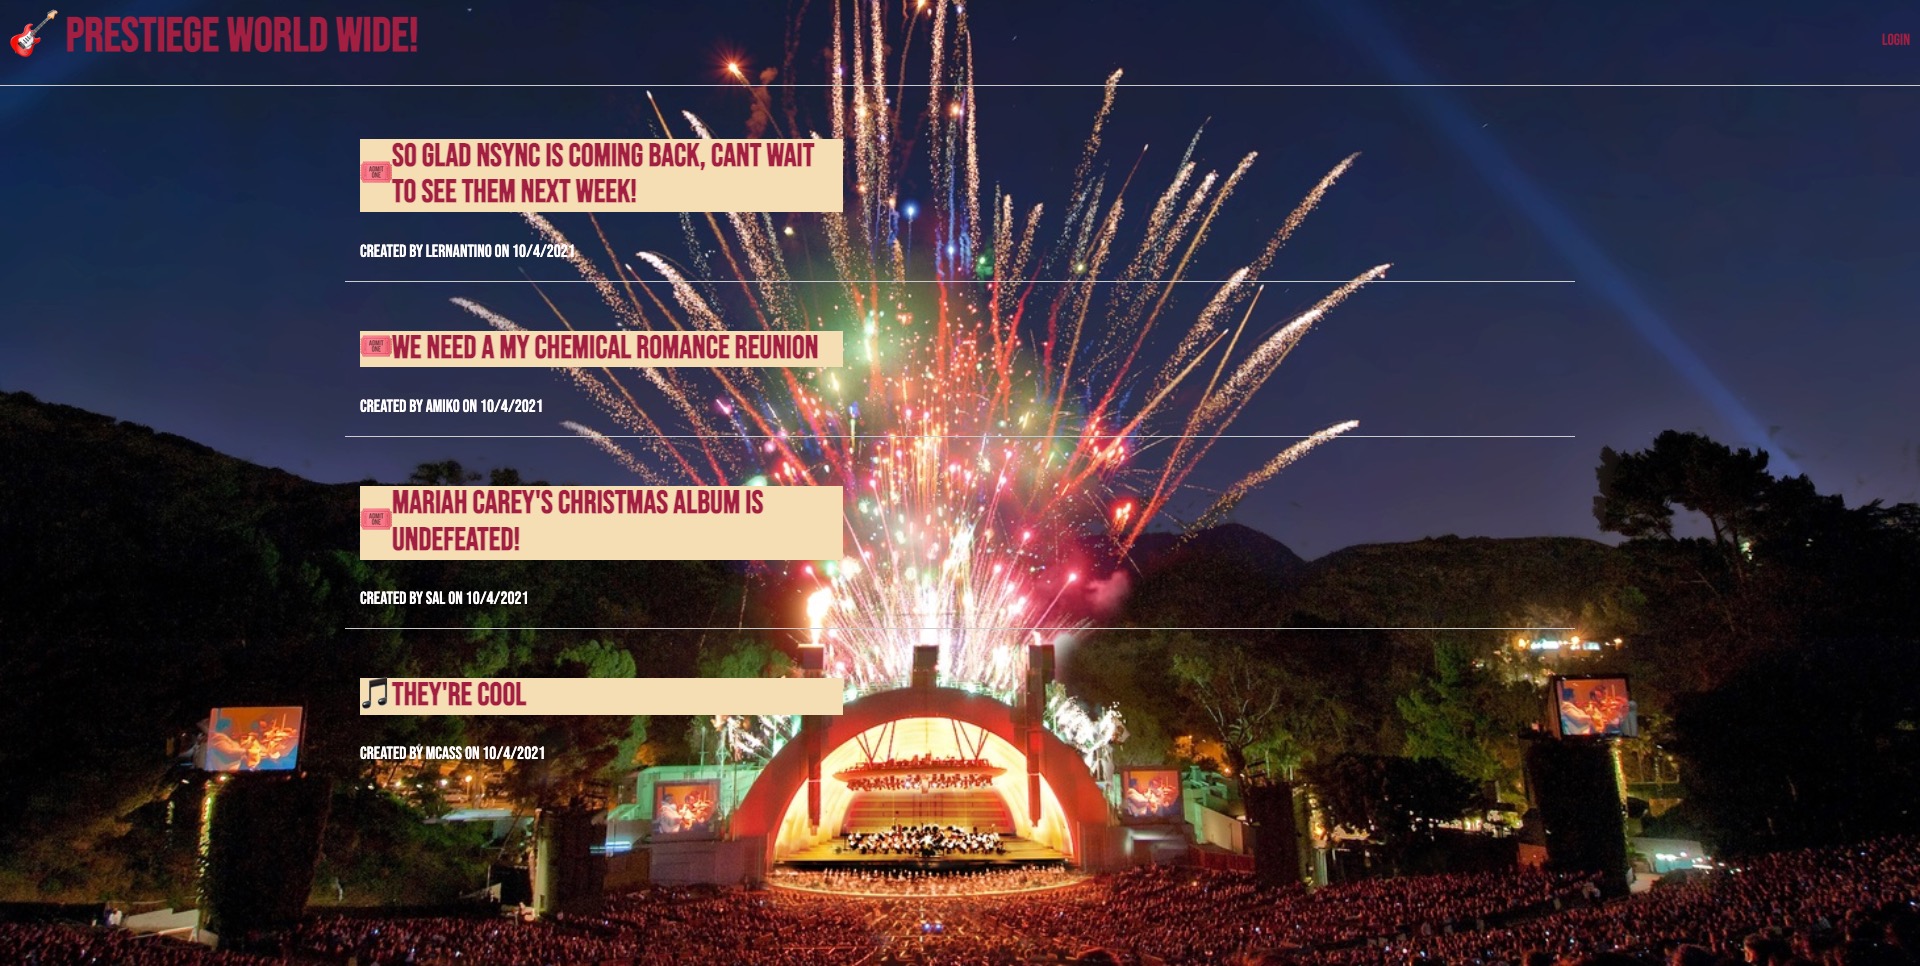 PRESTIEGE WORLD WIDE!
LOGIN
ADMIT
ONE
SO GLAD NSYNC IS COMING BACK, CANT WAIT
TO SEE THEM NEXT WEEK!
CREATED BY LERNANTINO ON 10/4/2021
ADMIT
ONE
WE NEED A MY CHEMICAL ROMANCE REUNION
CREATED BY AMIKO ON 10/4/2021
ADMIT
ONE
MARIAH CAREY'S CHRISTMAS ALBUM IS
UNDEFEATED!
CREATED BY SAL ON 10/4/2021
THEY'RE COOL
CREATED BY MCASS ON 10/4/2021